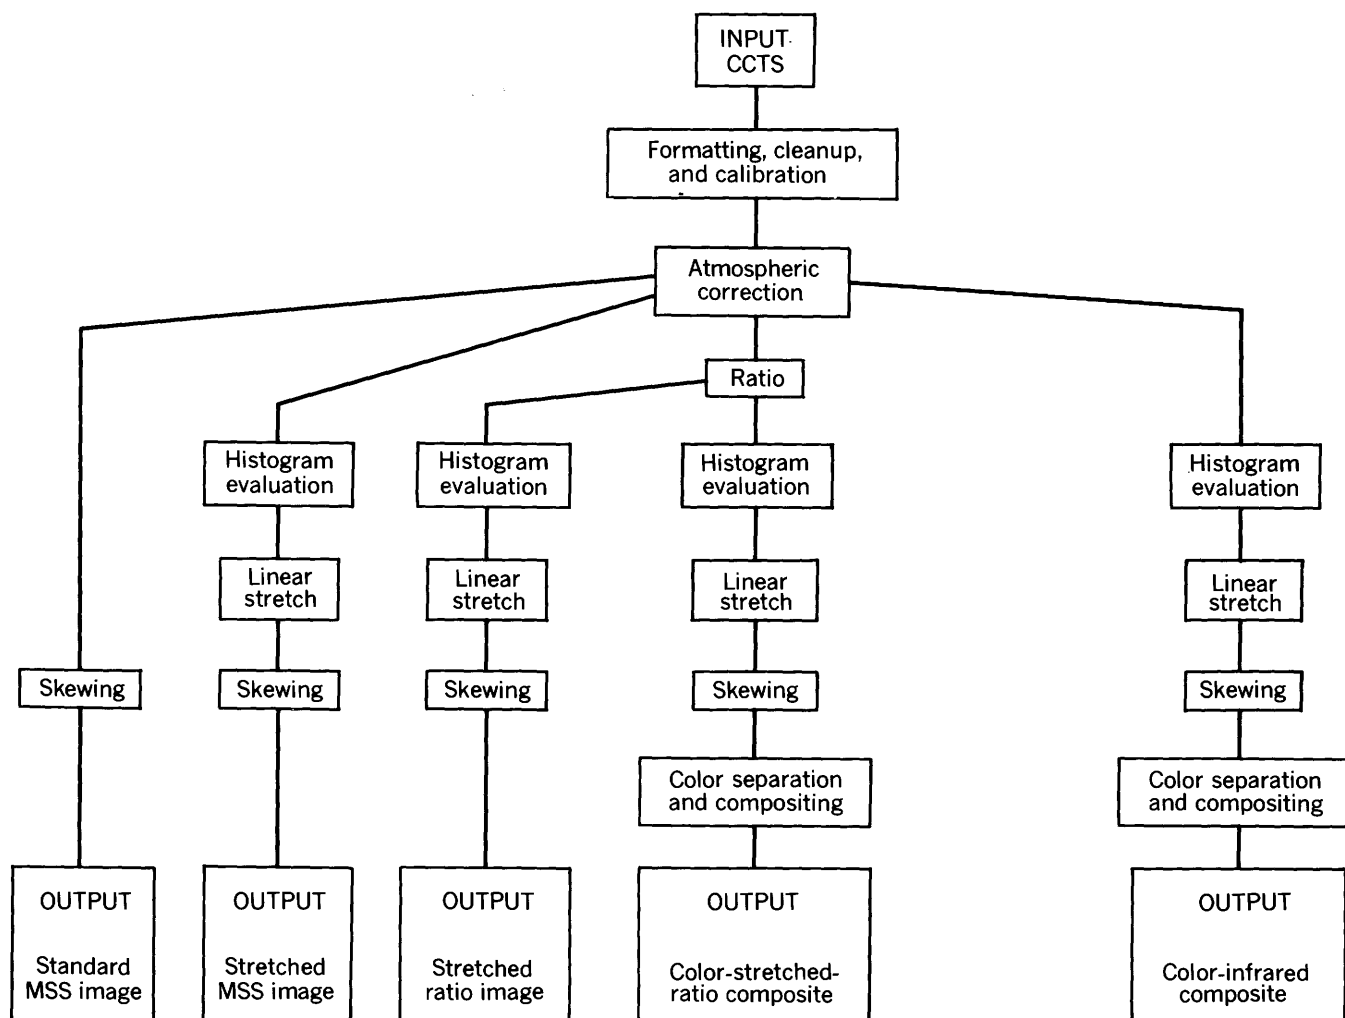 INPUT
CCTS
Formatting, cleanup,
and calibration
Atmospheric
correction
Ratio
Histogram
evaluation
Histogram
evaluation
Histogram
evaluation
Histogram
evaluation
Linear
stretch
Linear
stretch
Linear
stretch
Linear
stretch
Skewing
Skewing
Skewing
Skewing
Skewing
Color separation
and compositing
Color separation
and compositing
OUTPUT
Standard
MSS image
OUTPUT
Stretched
MSS image
OUTPUT
Stretched
ratio image
OUTPUT
Color-stretched-
ratio composite
OUTPUT
Color-infrared
composite